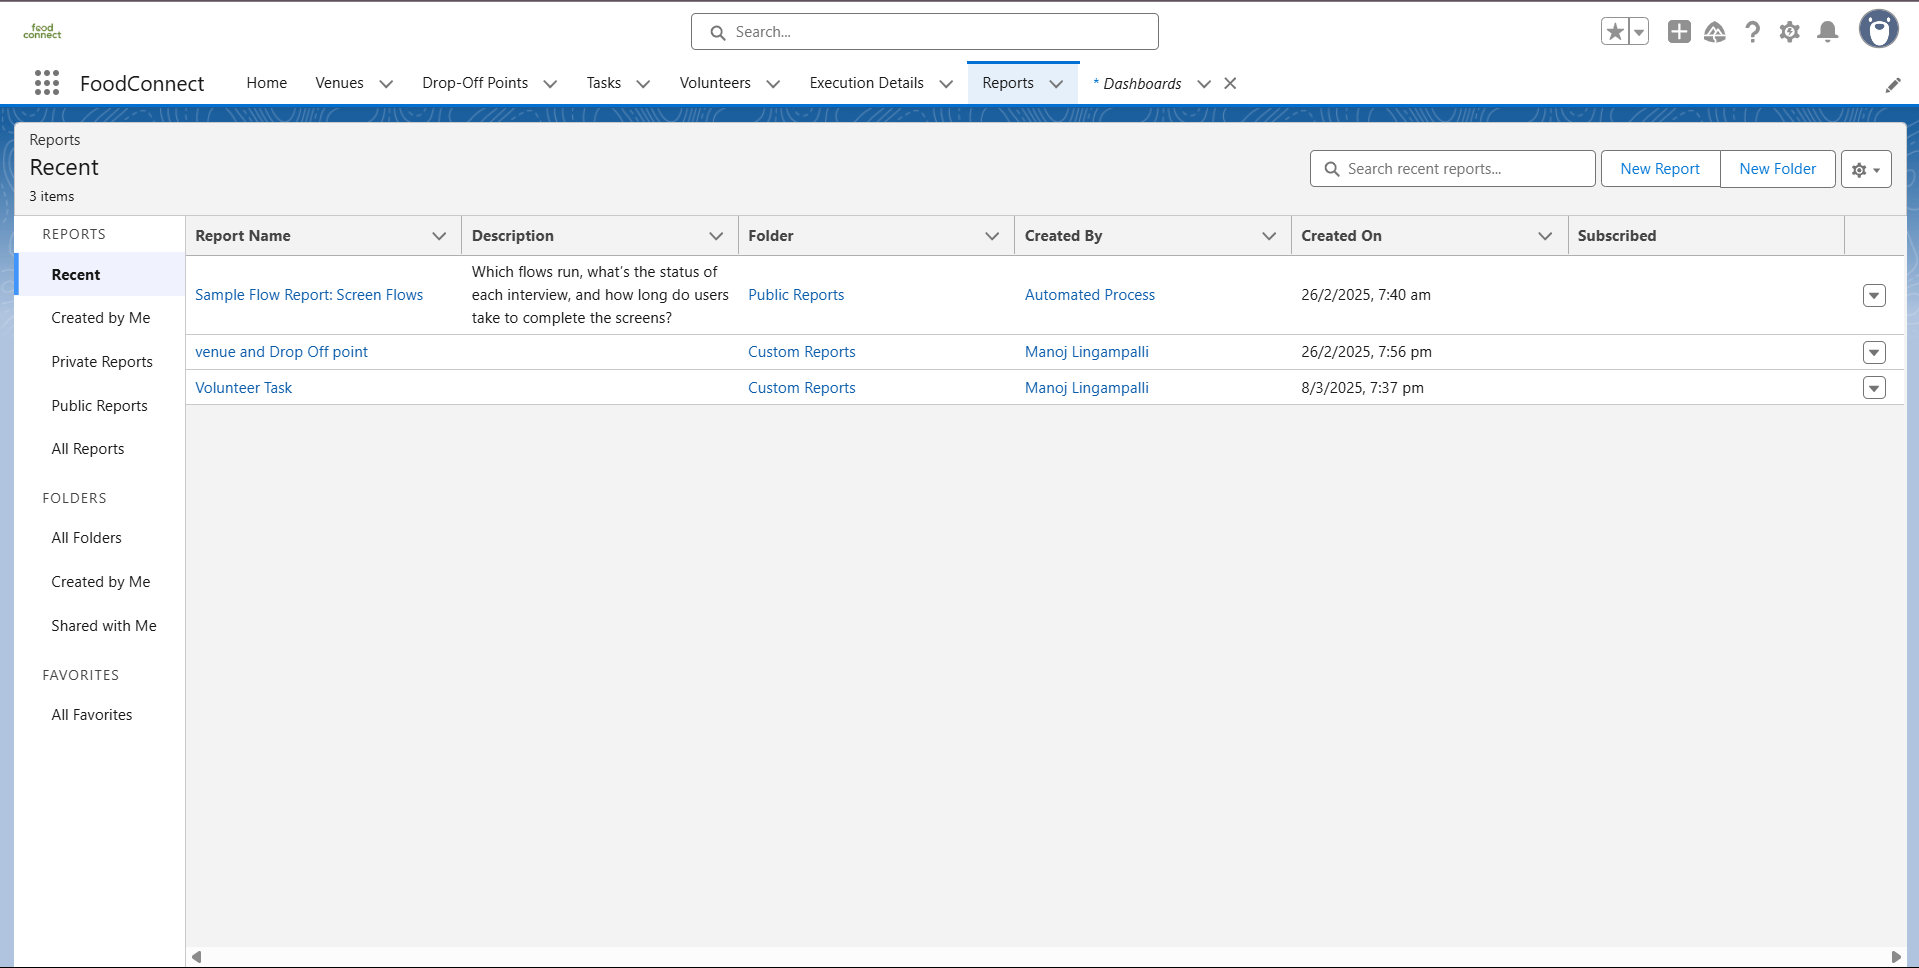 food
connect
Search...
FoodConnect
Home
Venues
Drop-Off Points
Tasks
Volunteers
Execution Details
Reports
* Dashboards
Reports
Recent
3 items
Search recent reports...
New Report
New Folder
REPORTS
Recent
Created by Me
Private Reports
Public Reports
All Reports
FOLDERS
All Folders
Created by Me
Shared with Me
FAVORITES
All Favorites
Report Name Description Folder Created By Created On Subscribed
Sample Flow Report: Screen Flows
Which flows run, what's the status of
each interview, and how long do users
take to complete the screens?
Public Reports
Automated Process
26/2/2025, 7:40 am
venue and Drop Off point Custom Reports Manoj Lingampalli 26/2/2025, 7:56 pm
Volunteer Task Custom Reports Manoj Lingampalli 8/3/2025, 7:37 pm